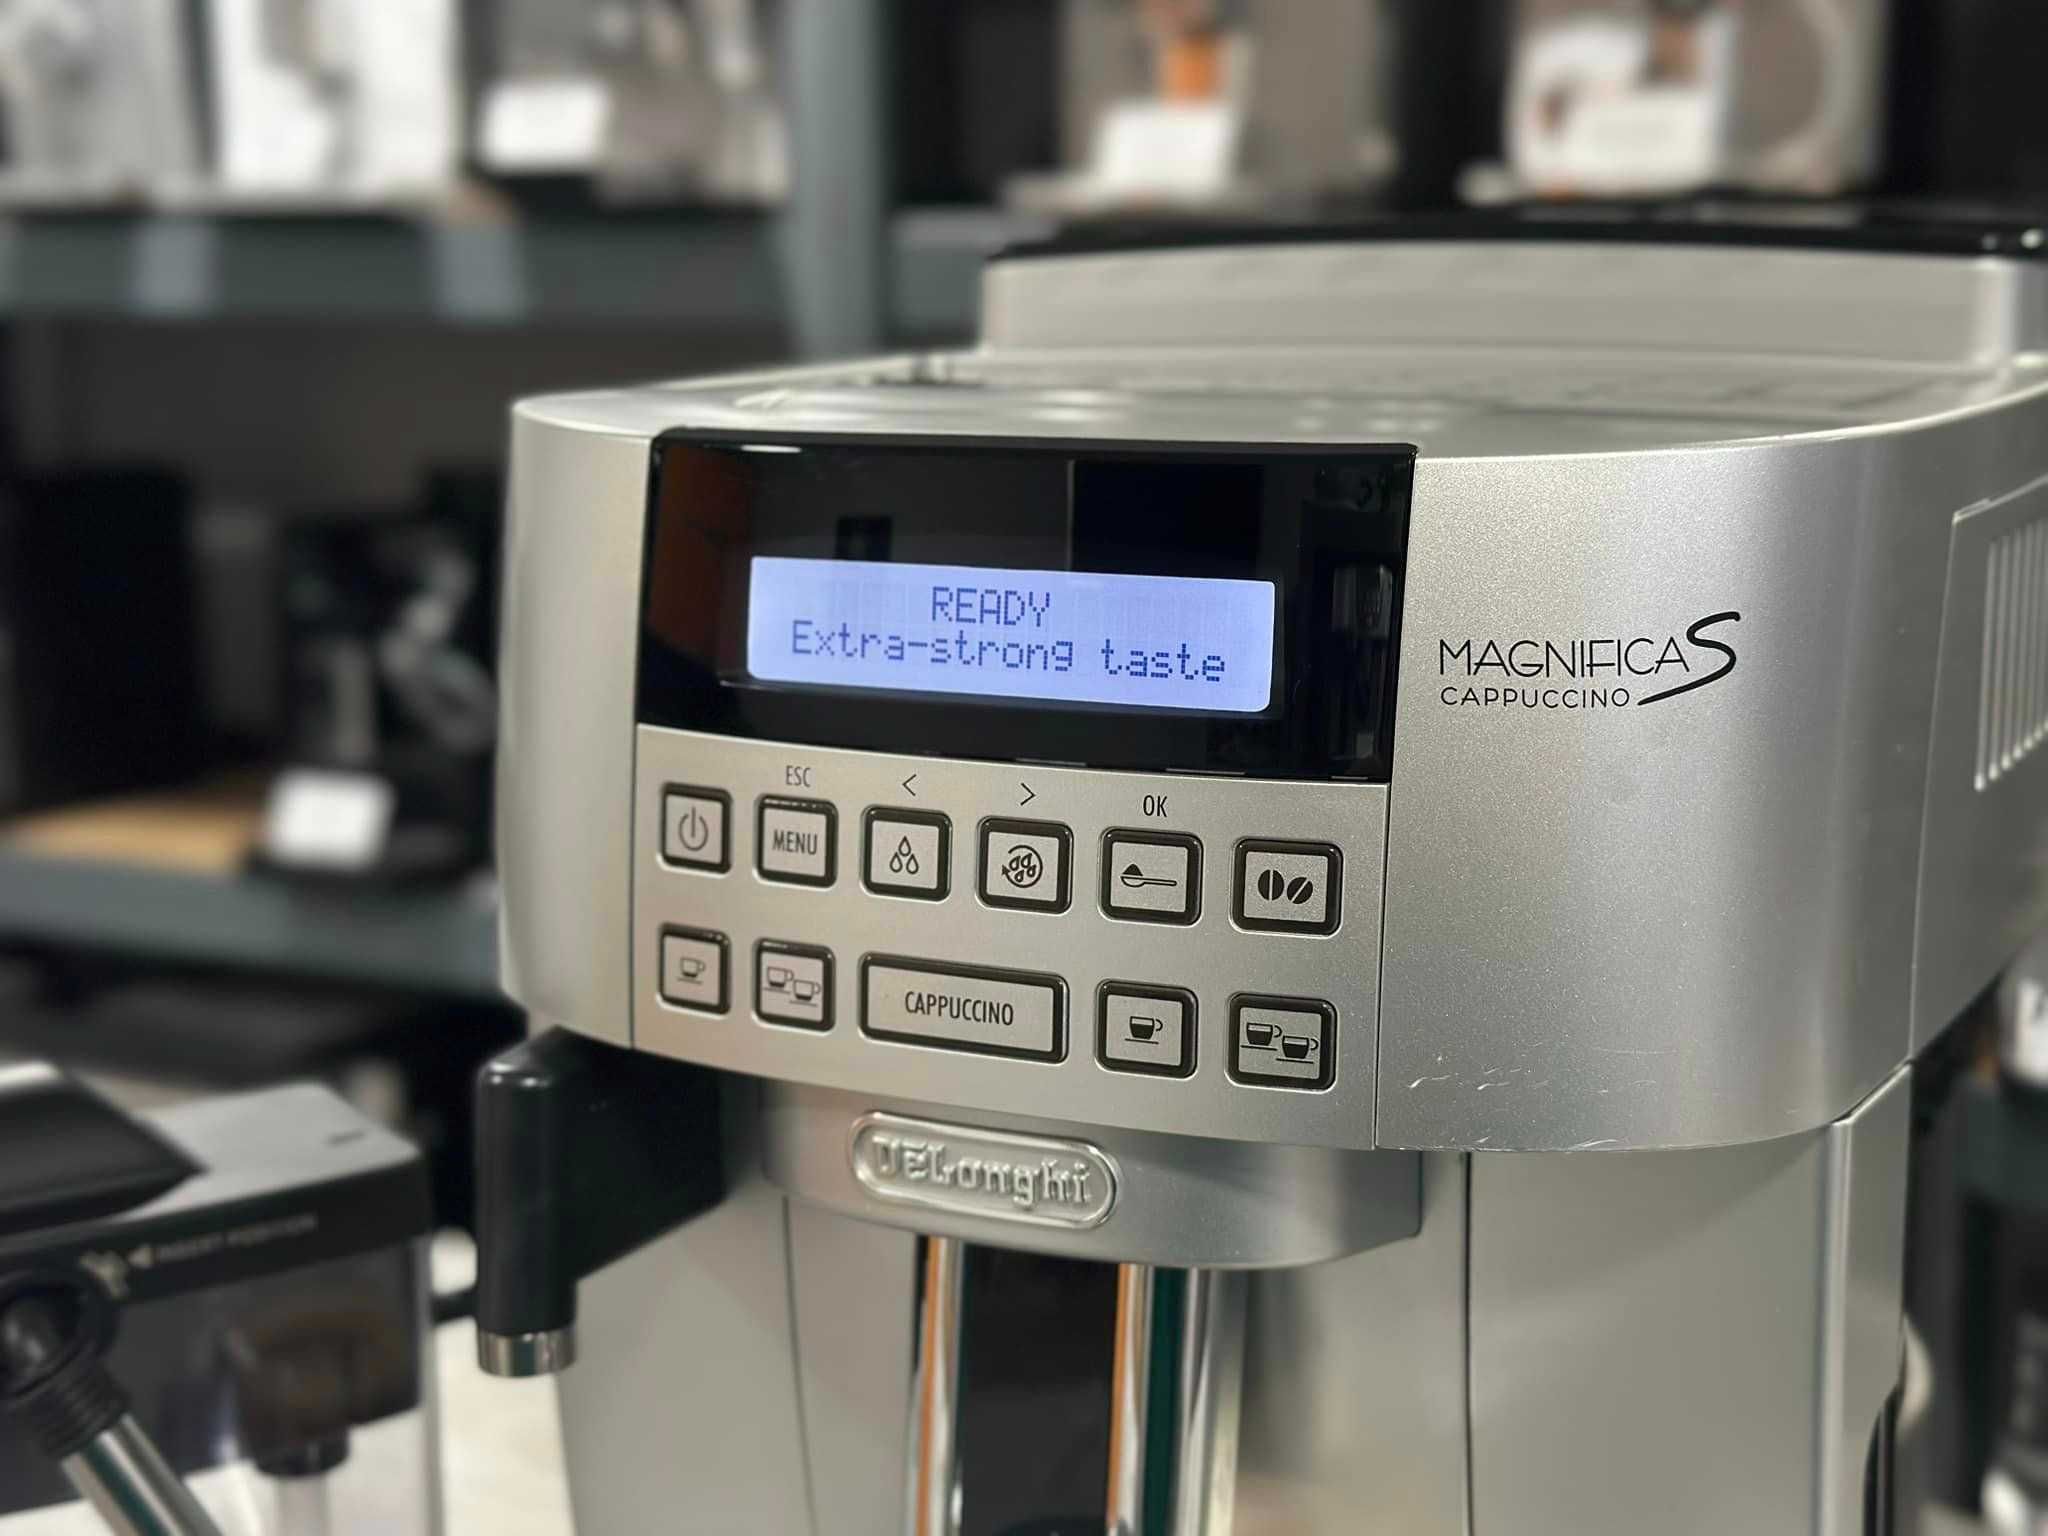 READY
Extra-strong taste
MAGNIFICA S
CAPPUCCINO
ESC
<
>
OK
MENU
CAPPUCCINO
DeLonghi